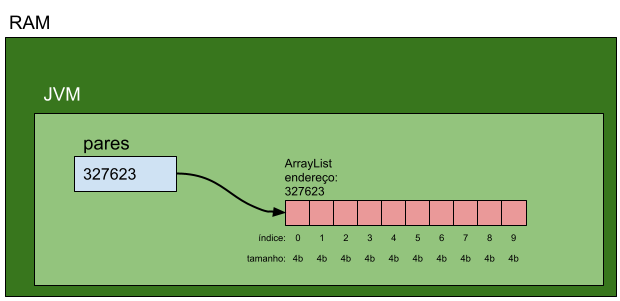 RAM
JVM
pares
327623
ArrayList
endereço:
327623
índice: 0 1 2 3 4 5 6 7 8 9
tamanho: 4b 4b 4b 4b 4b 4b 4b 4b 4b 4b